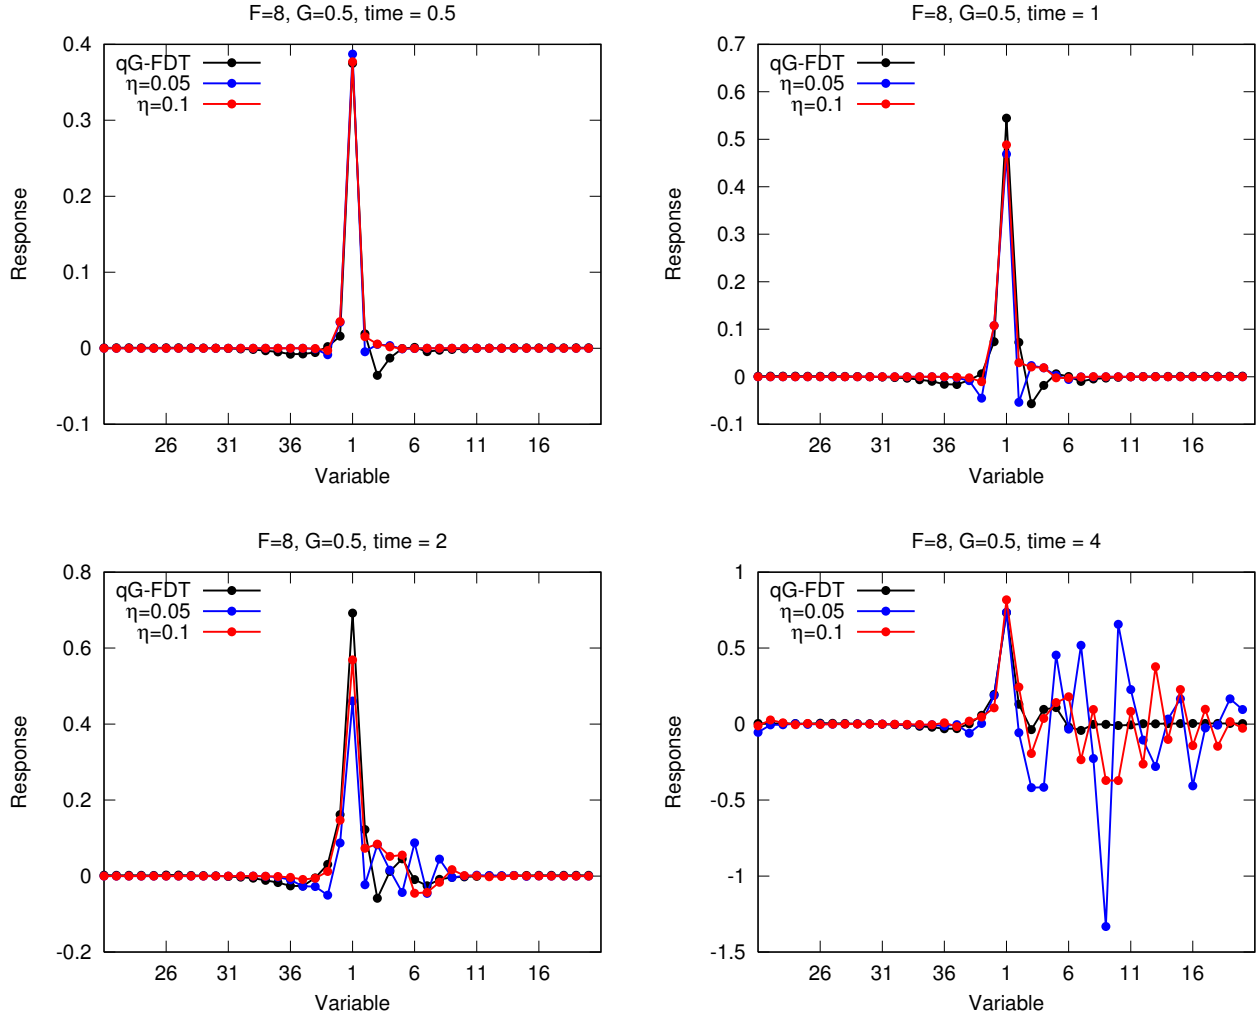 F=8, G=0.5, time = 0.5
0.4
0.3
0.2
0.1
0
-0.1
Response
qG-FDT
η=0.05
η=0.1
26 31 36 1 6 11 16
Variable
F=8, G=0.5, time = 1
0.7
0.6
0.5
0.4
0.3
0.2
0.1
0
-0.1
Response
qG-FDT
η=0.05
η=0.1
26 31 36 1 6 11 16
Variable
F=8, G=0.5, time = 2
0.8
0.6
0.4
0.2
0
-0.2
Response
qG-FDT
η=0.05
η=0.1
26 31 36 1 6 11 16
Variable
F=8, G=0.5, time = 4
1
0.5
0
-0.5
-1
-1.5
Response
qG-FDT
η=0.05
η=0.1
26 31 36 1 6 11 16
Variable